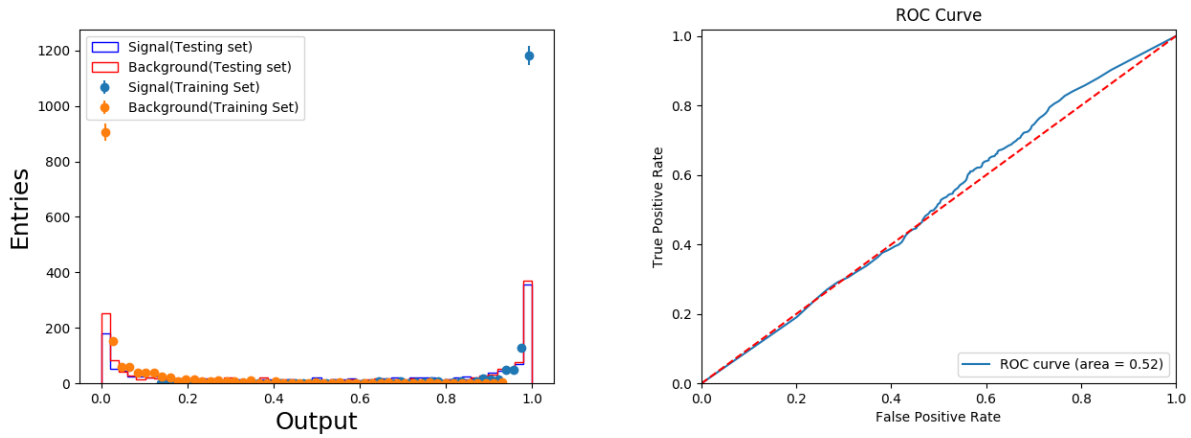 Signal(Testing set)
Background(Testing set)
Signal(Training Set)
Background(Training Set)
Entries
1200
1000
800
600
400
200
0
0.0 0.2 0.4 0.6 0.8 1.0
Output
ROC Curve
True Positive Rate
1.0
0.8
0.6
0.4
0.2
0.0
0.0 0.2 0.4 0.6 0.8 1.0
False Positive Rate
ROC curve (area = 0.52)